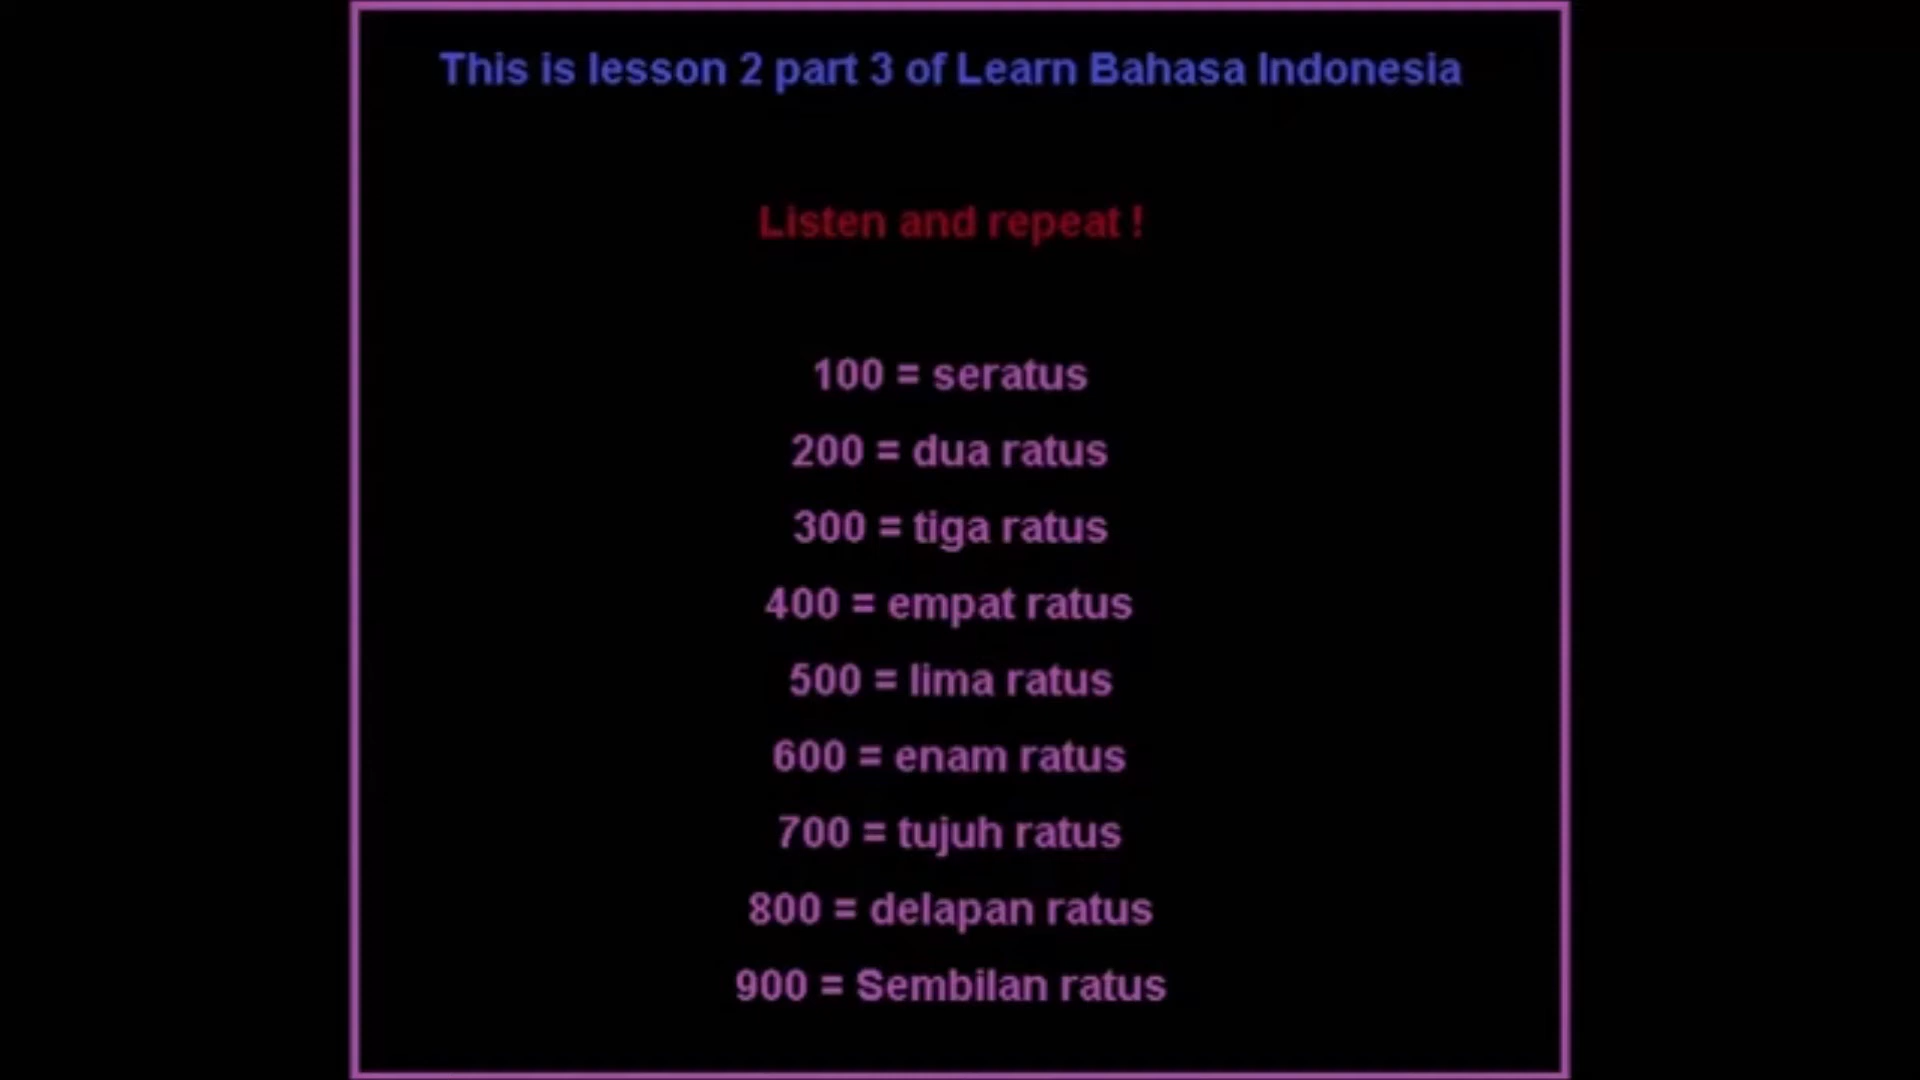 This is lesson 2 part 3 of Learn Bahasa Indonesia
Listen and repeat !
100 = seratus
200 = dua ratus
300 = tiga ratus
400 = empat ratus
500 = lima ratus
600 = enam ratus
700 = tujuh ratus
800 = delapan ratus
900 = Sembilan ratus